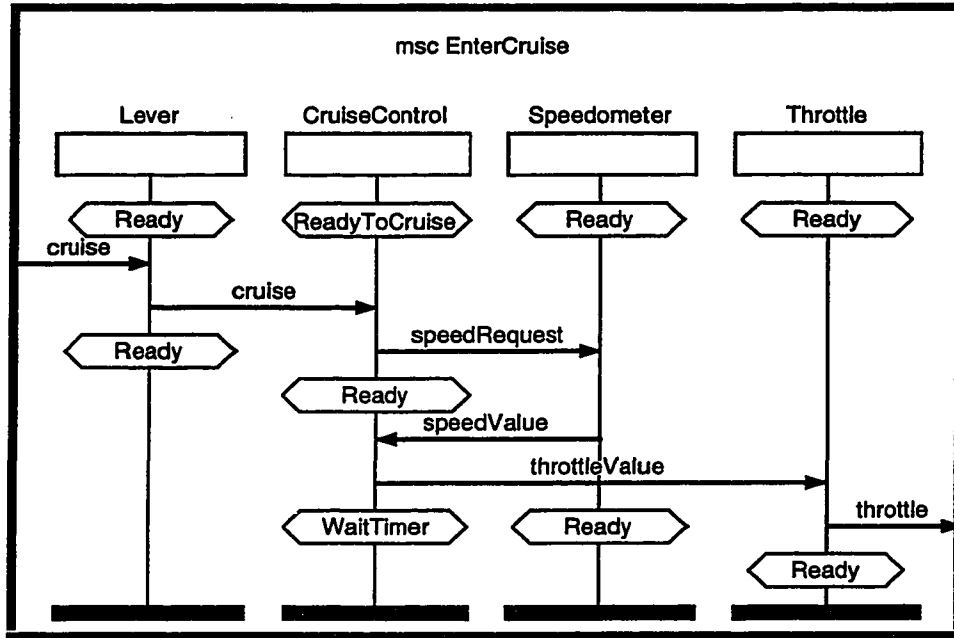 msc EnterCruise
Lever CruiseControl Speedometer Throttle
Ready ReadyToCruise Ready Ready
cruise
cruise
Ready speedRequest
Ready
speedValue
throttleValue
WaitTimer Ready throttle
Ready